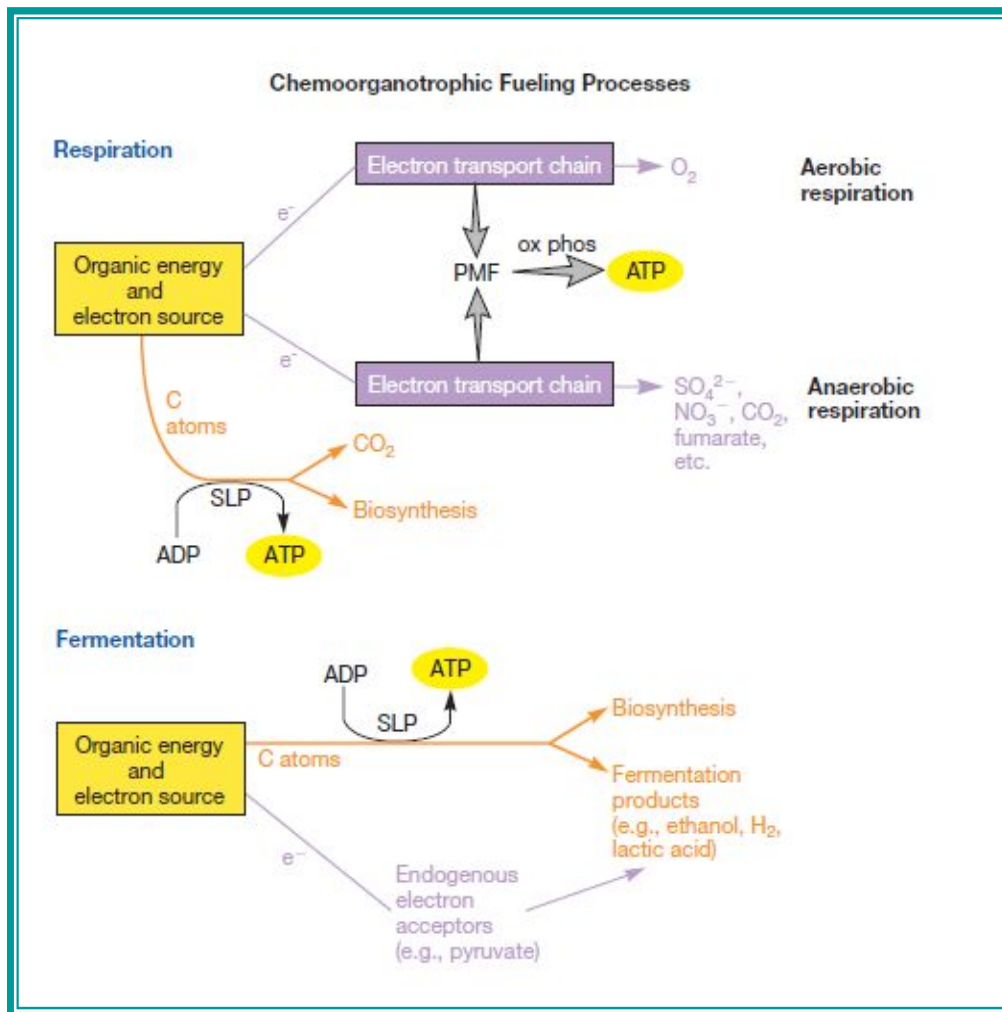 Chemoorganotrophic Fueling Processes
Respiration
Electron transport chain
O₂
Aerobic
respiration
e⁻
ox phos
Organic energy
and
electron source
PMF
ATP
e⁻
Electron transport chain
SO₄²⁻,
NO₃⁻, CO₂,
fumarate,
etc.
Anaerobic
respiration
C
atoms
CO₂
SLP
Biosynthesis
ADP
ATP
Fermentation
ADP
ATP
SLP
Biosynthesis
Organic energy
and
electron source
C atoms
Fermentation
products
(e.g., ethanol, H₂,
lactic acid)
e⁻
Endogenous
electron
acceptors
(e.g., pyruvate)